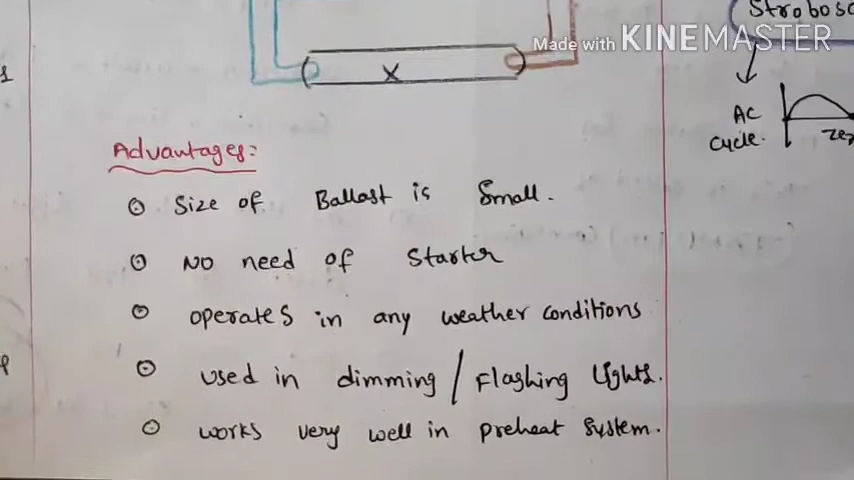 Made with KINEMASTER
AC
Cycle.
Advantages:
Size of Ballast is Small.
No need of Starter
operates in any weather conditions
used in dimming / Flashing Lights.
works very well in preheat System.